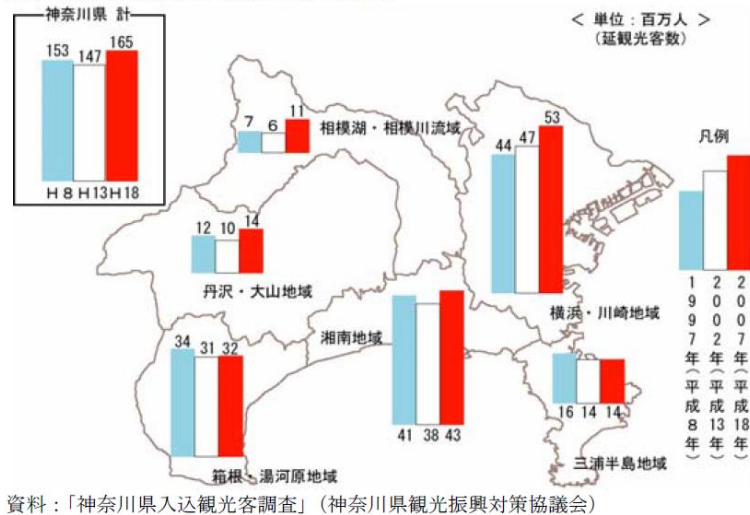 神奈川県 計
153 147 165
H8 H13 H18
＜ 単位：百万人 ＞
（延観光客数）
7 6 11
相模湖・相模川流域
44 47 53
横浜・川崎地域
凡例
1997年(平成8年)
2002年(平成13年)
2007年(平成18年)
12 10 14
丹沢・大山地域
湘南地域
41 38 43
34 31 32
箱根・湯河原地域
16 14 14
三浦半島地域
資料：「神奈川県入込観光客調査」（神奈川県観光振興対策協議会）